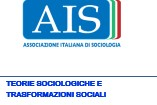 AIS
ASSOCIAZIONE ITALIANA DI SOCIOLOGIA
TEORIE SOCIOLOGICHE E
TRASFORMAZIONI SOCIALI